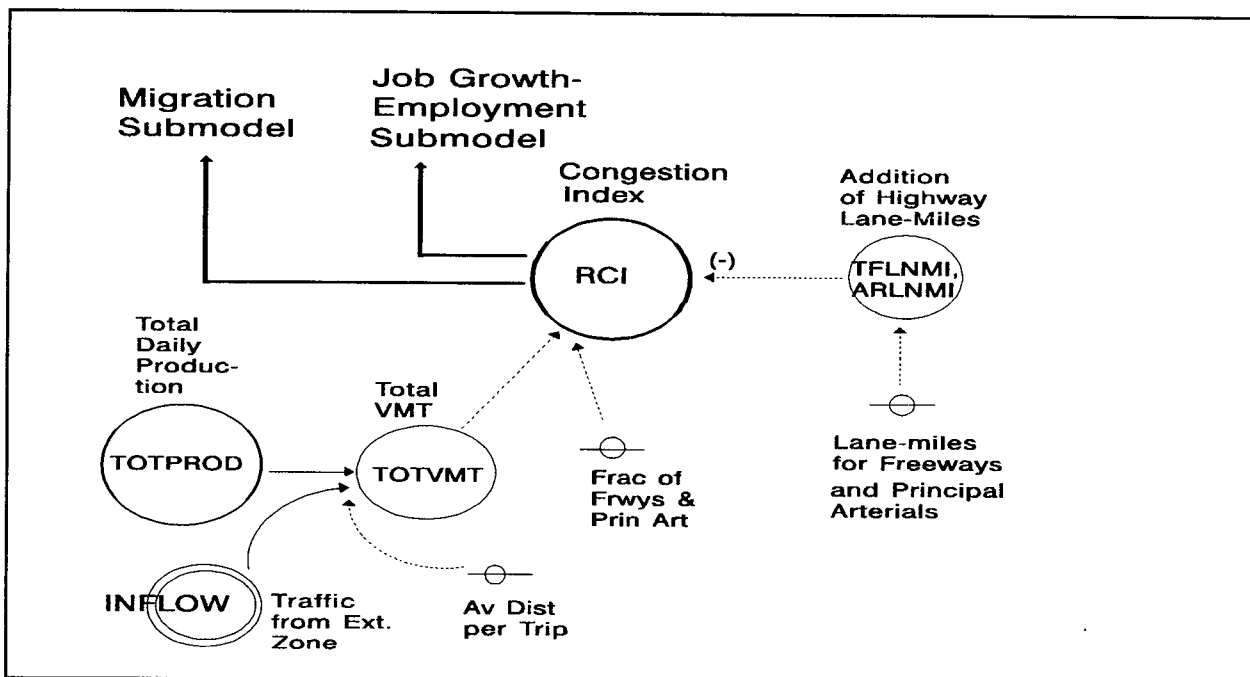 Migration
Submodel
Job Growth-
Employment
Submodel
Congestion
Index
Addition
of Highway
Lane-Miles
RCI
(-)
TFLNMI,
ARLNMI
Total
Daily
Produc-
tion
Total
VMT
TOTPROD
TOTVMT
Frac of
Frwys &
Prin Art
Lane-miles
for Freeways
and Principal
Arterials
INFLOW
Traffic
from Ext.
Zone
Av Dist
per Trip